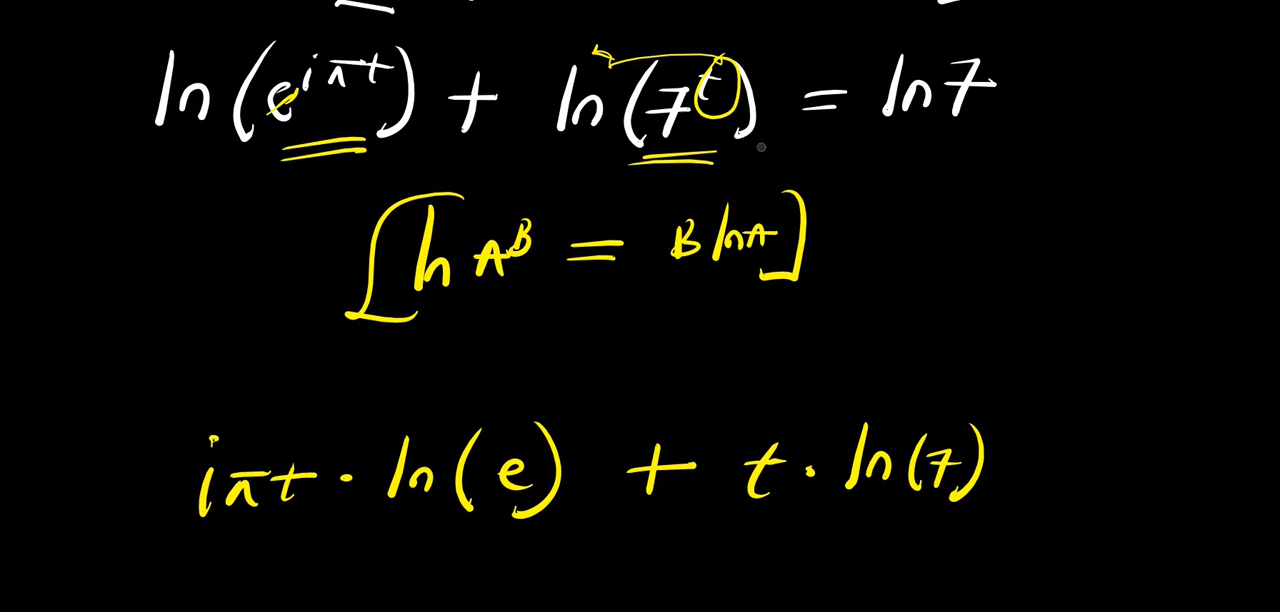 ln(e^{iπt}) + ln(7^t) = ln7
[ln A^B = B lnA]
iπt · ln(e) + t · ln(7)